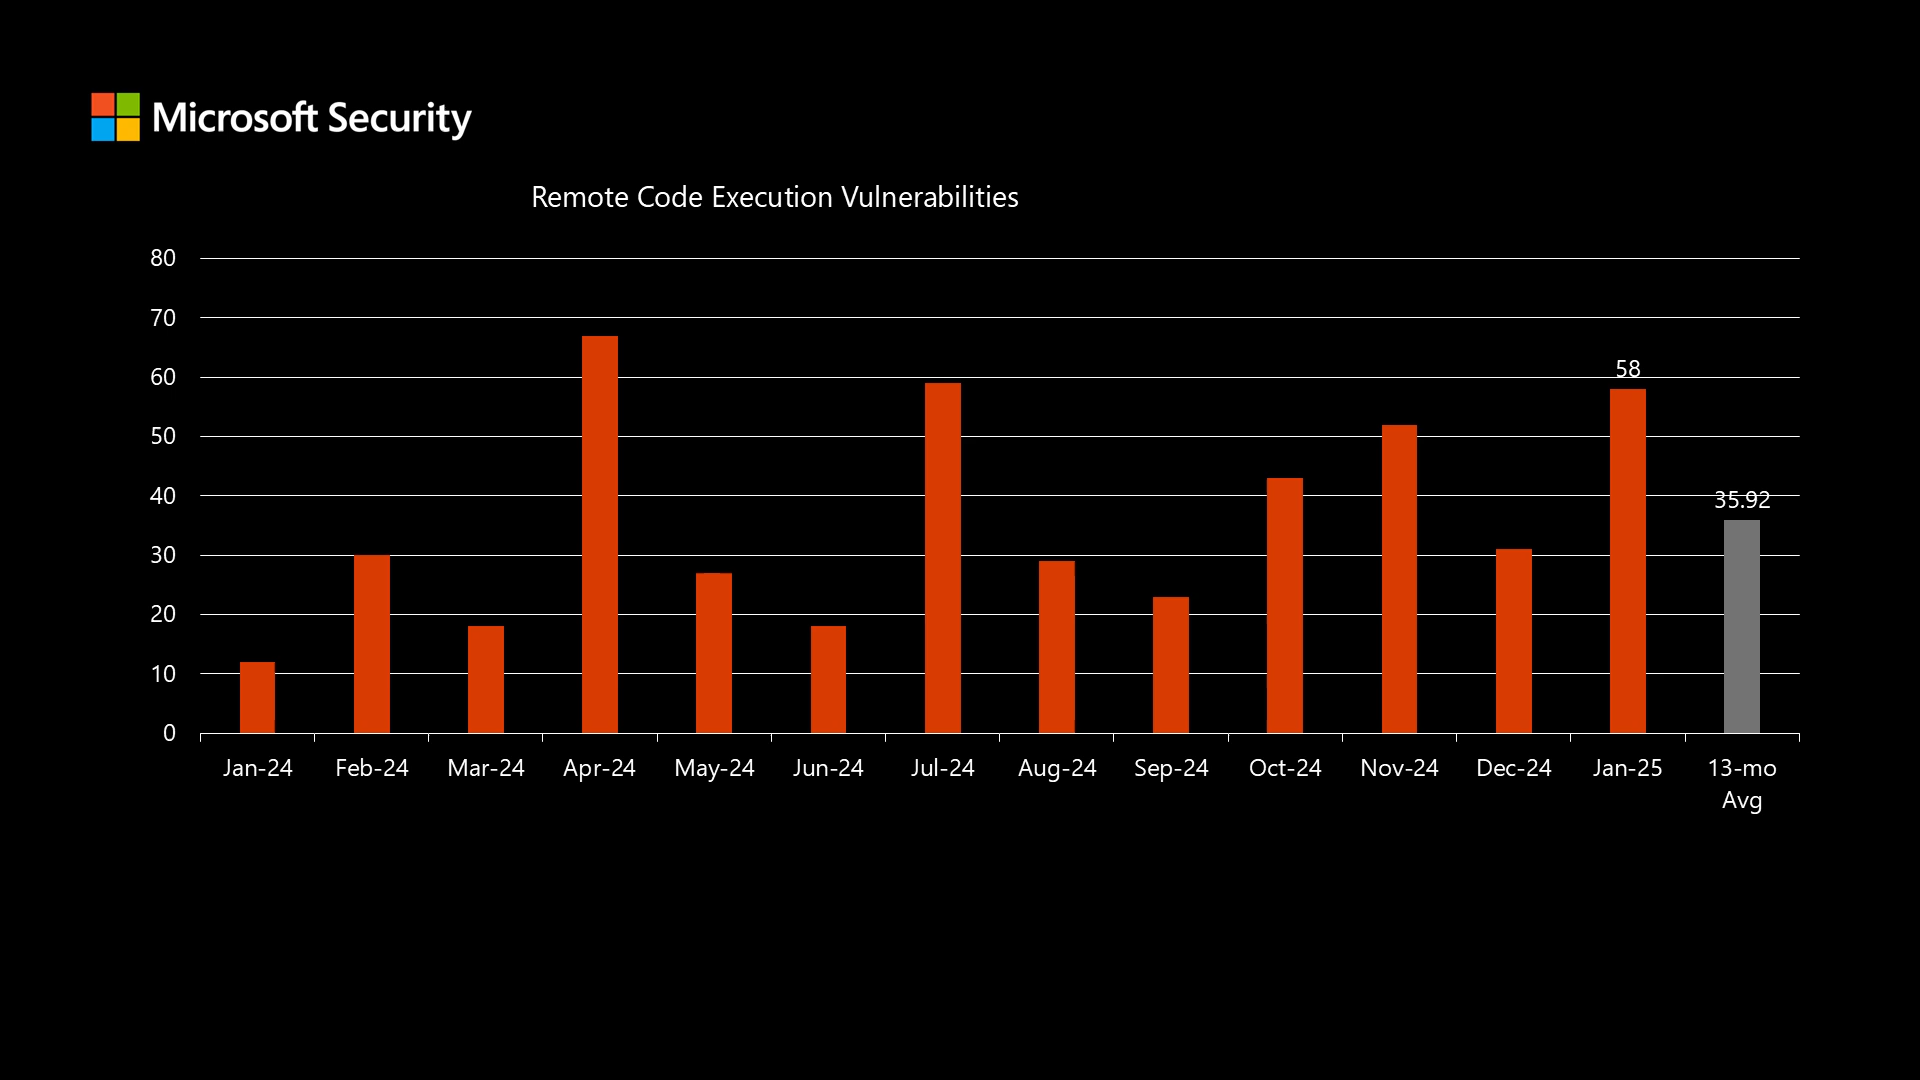 Microsoft Security
Remote Code Execution Vulnerabilities
80
70
60
50
40
30
20
10
0
58
35.92
Jan-24 Feb-24 Mar-24 Apr-24 May-24 Jun-24 Jul-24 Aug-24 Sep-24 Oct-24 Nov-24 Dec-24 Jan-25 13-mo
Avg